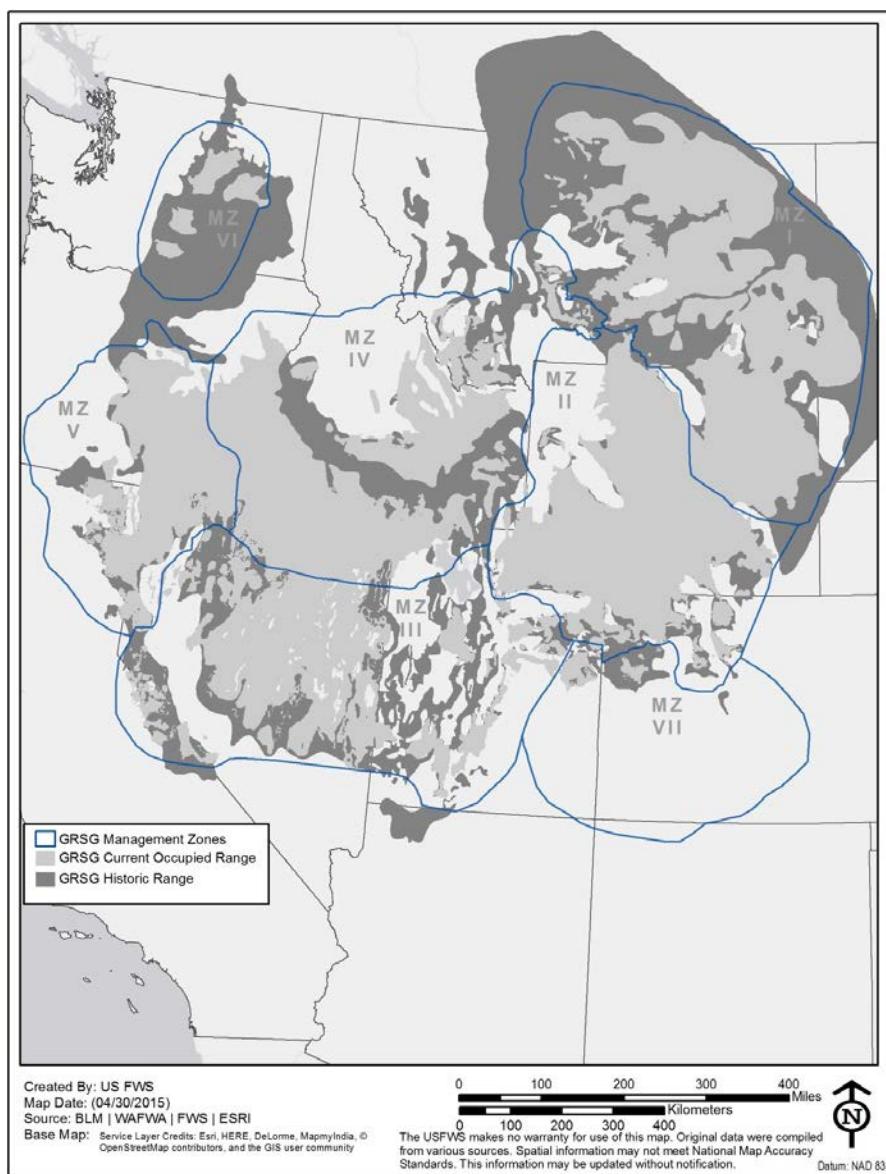 MZ
VI
MZ
I
MZ
IV
MZ
II
MZ
V
MZ
III
MZ
VII
GRSG Management Zones
GRSG Current Occupied Range
GRSG Historic Range
Created By: US FWS
Map Date: (04/30/2015)
Source: BLM | WAFWA | FWS | ESRI
Base Map: Service Layer Credits: Esri, HERE, DeLorme, MapmyIndia, ©
OpenStreetMap contributors, and the GIS user community
0 100 200 300 400
Miles
Kilometers
0 100 200 300 400
The USFWS makes no warranty for use of this map. Original data were compiled
from various sources. Spatial information may not meet National Map Accuracy
Standards. This information may be updated without notification.
N
Datum: NAD 83